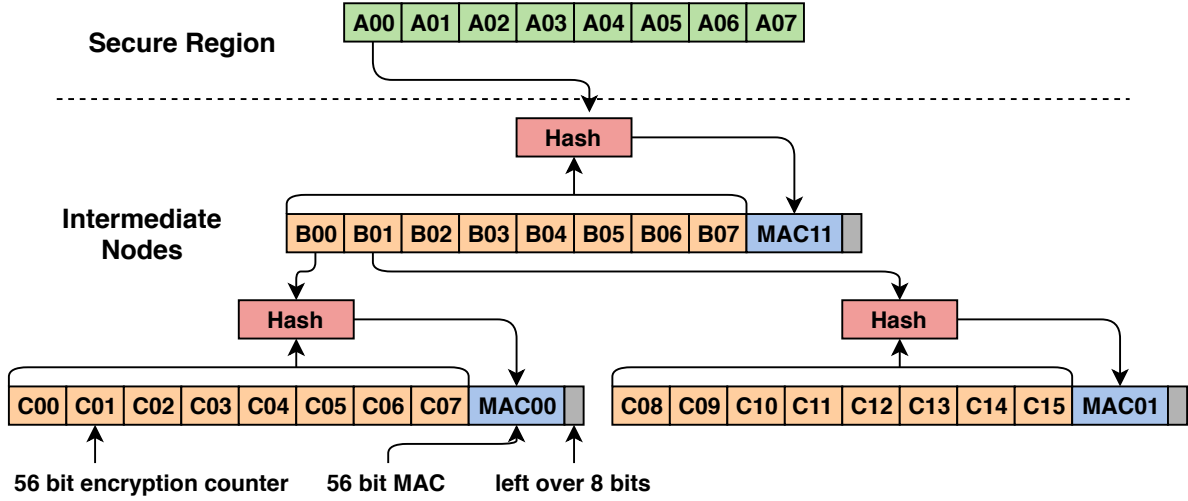 A00 A01 A02 A03 A04 A05 A06 A07
Secure Region
Hash
Intermediate
Nodes
B00 B01 B02 B03 B04 B05 B06 B07 MAC11
Hash Hash
C00 C01 C02 C03 C04 C05 C06 C07 MAC00 C08 C09 C10 C11 C12 C13 C14 C15 MAC01
56 bit encryption counter 56 bit MAC left over 8 bits